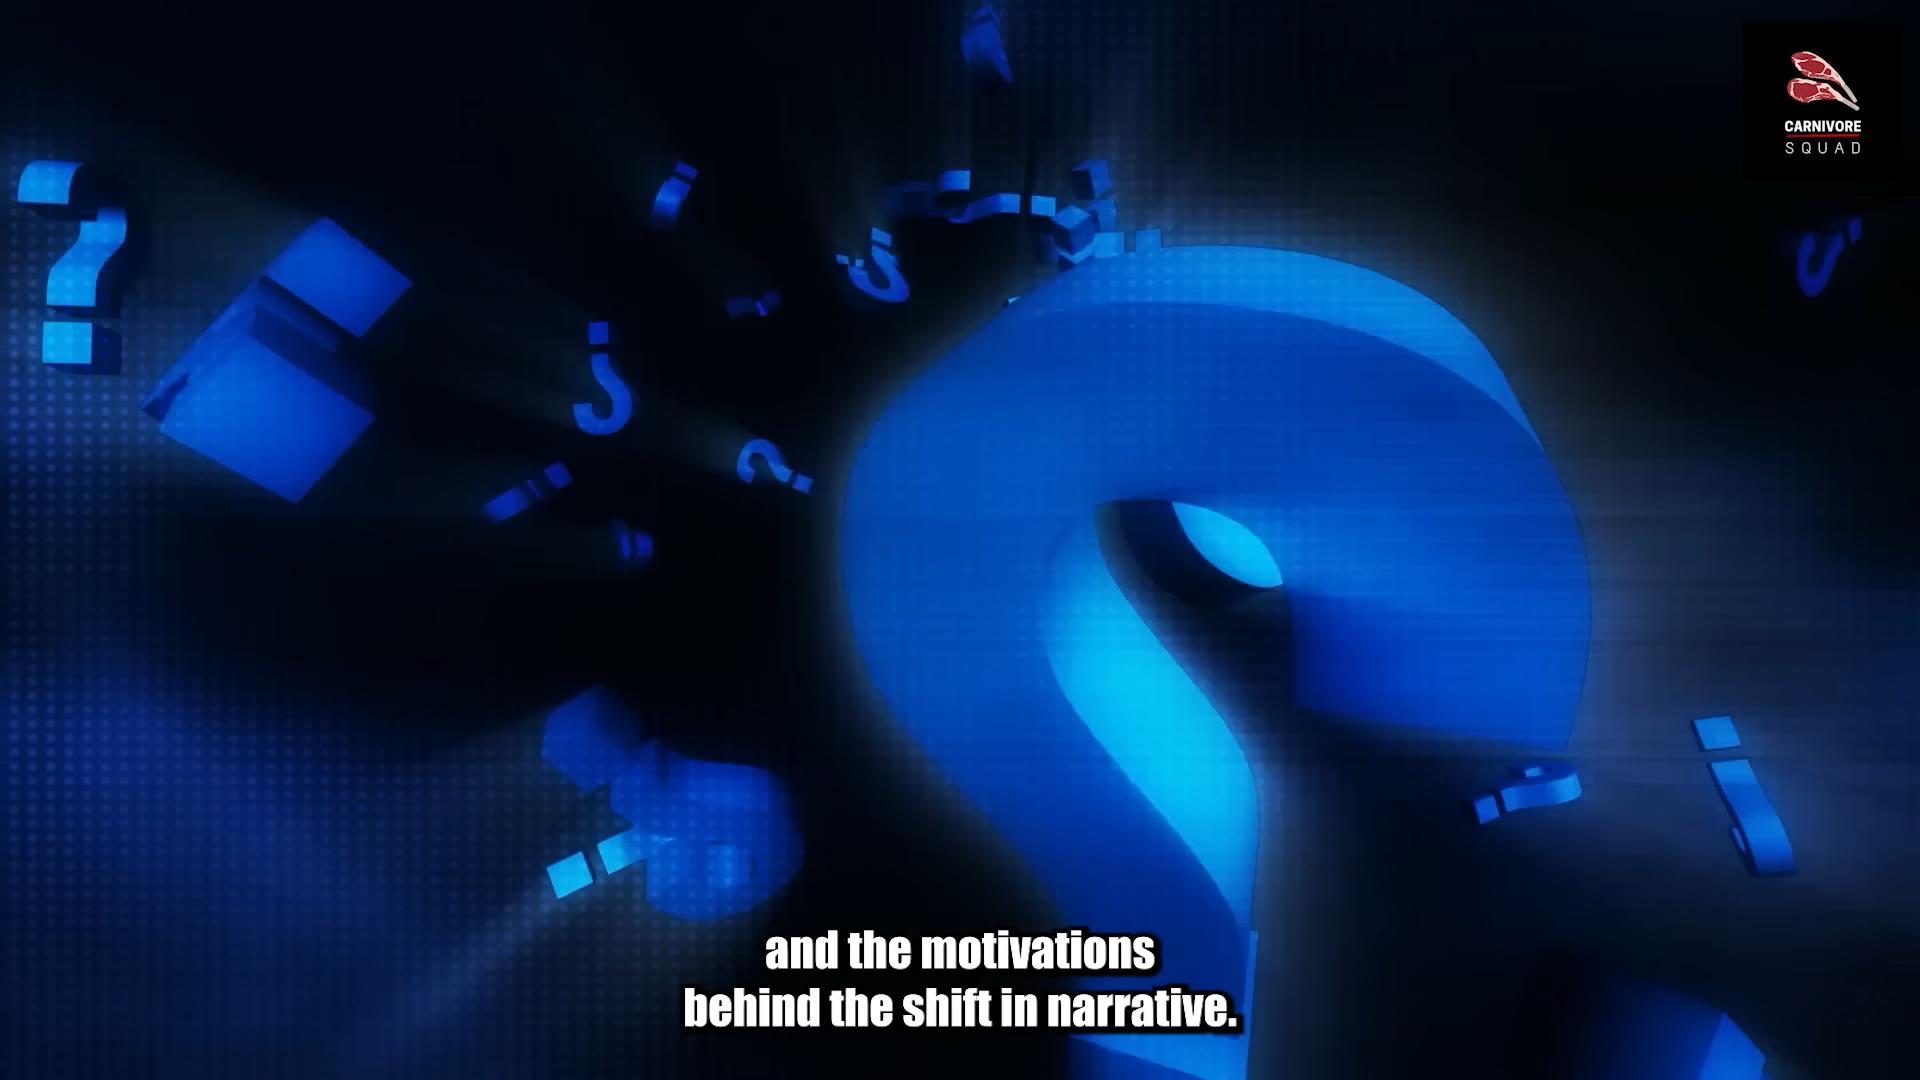 CARNIVORE
SQUAD
and the motivations
behind the shift in narrative.